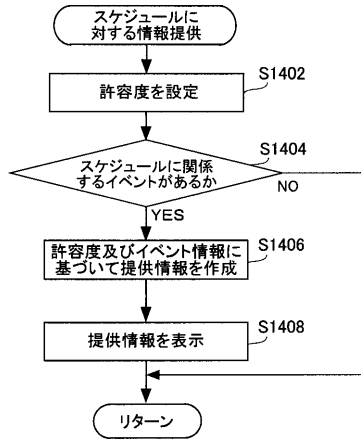 スケジュールに
対する情報提供
S1402
許容度を設定
S1404
スケジュールに関係
するイベントがあるか
NO
YES
S1406
許容度及びイベント情報に
基づいて提供情報を作成
S1408
提供情報を表示
リターン